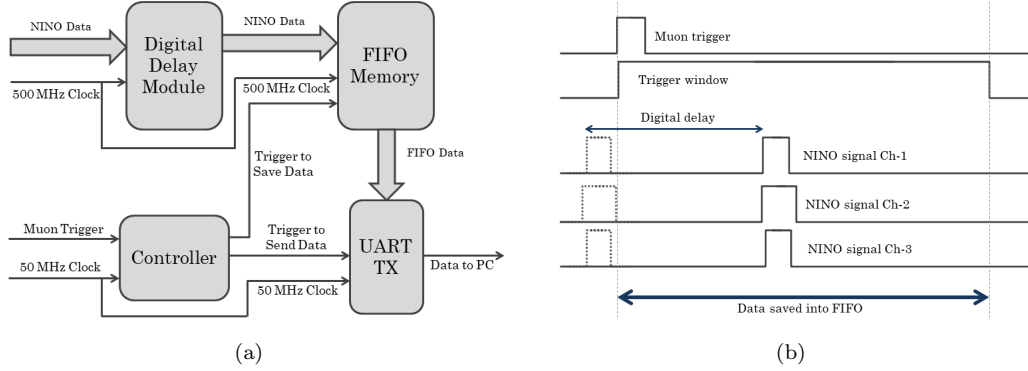 NINO Data
NINO Data
Digital
Delay
Module
FIFO
Memory
500 MHz Clock
500 MHz Clock
FIFO Data
Trigger to
Save Data
Muon Trigger
Controller
Trigger to
Send Data
UART
TX
Data to PC
50 MHz Clock
50 MHz Clock
(a)
Muon trigger
Trigger window
Digital delay
NINO signal Ch-1
NINO signal Ch-2
NINO signal Ch-3
Data saved into FIFO
(b)